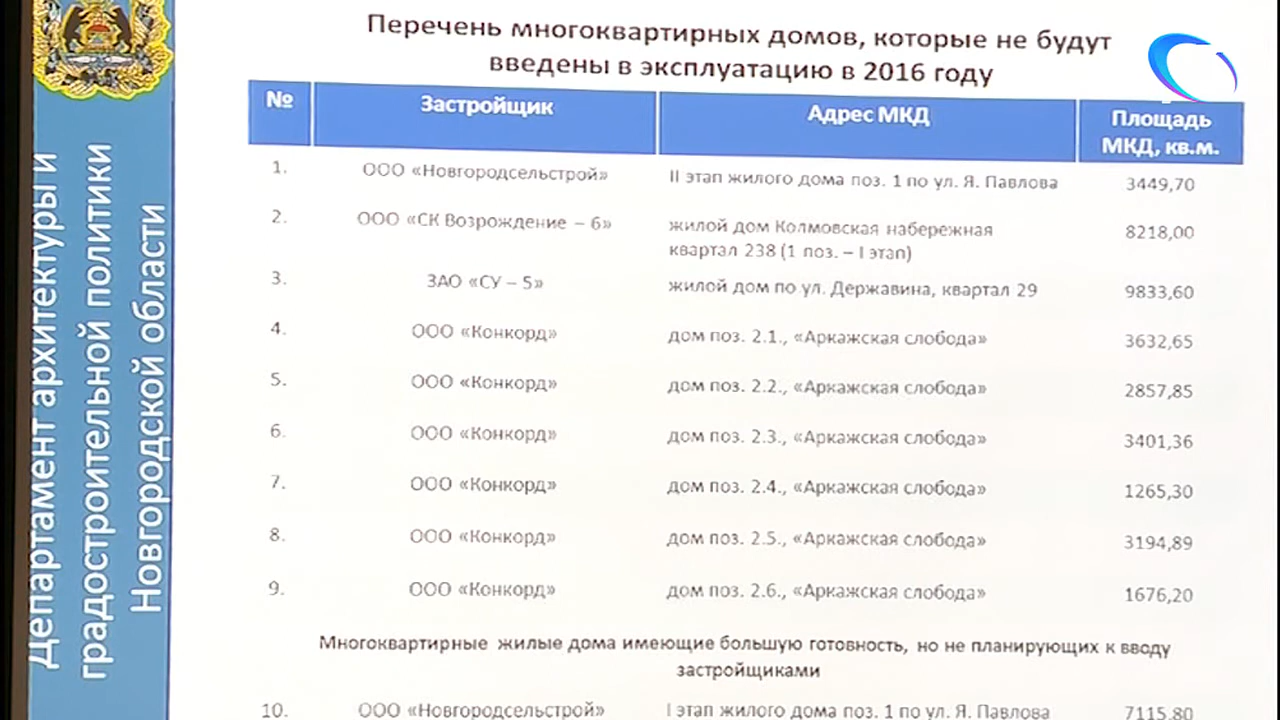 Департамент архитектуры и
градостроительной политики
Новгородской области
Перечень многоквартирных домов, которые не будут
введены в эксплуатацию в 2016 году
№ Застройщик Адрес МКД Площадь
МКД, кв.м.
1. ООО «Новгородсельстрой» II этап жилого дома поз. 1 по ул. Я. Павлова 3449,70
2. ООО «СК Возрождение – 6» жилой дом Колмовская набережная
квартал 238 (1 поз. – I этап) 8218,00
3. ЗАО «СУ – 5» жилой дом по ул. Державина, квартал 29 9833,60
4. ООО «Конкорд» дом поз. 2.1., «Аркажская слобода» 3632,65
5. ООО «Конкорд» дом поз. 2.2., «Аркажская слобода» 2857,85
6. ООО «Конкорд» дом поз. 2.3., «Аркажская слобода» 3401,36
7. ООО «Конкорд» дом поз. 2.4., «Аркажская слобода» 1265,30
8. ООО «Конкорд» дом поз. 2.5., «Аркажская слобода» 3194,89
9. ООО «Конкорд» дом поз. 2.6., «Аркажская слобода» 1676,20
Многоквартирные жилые дома имеющие большую готовность, но не планирующих к вводу
застройщиками
10. ООО «Новгородсельстрой» I этап жилого дома поз. 1 по ул. Я. Павлова 7115,80